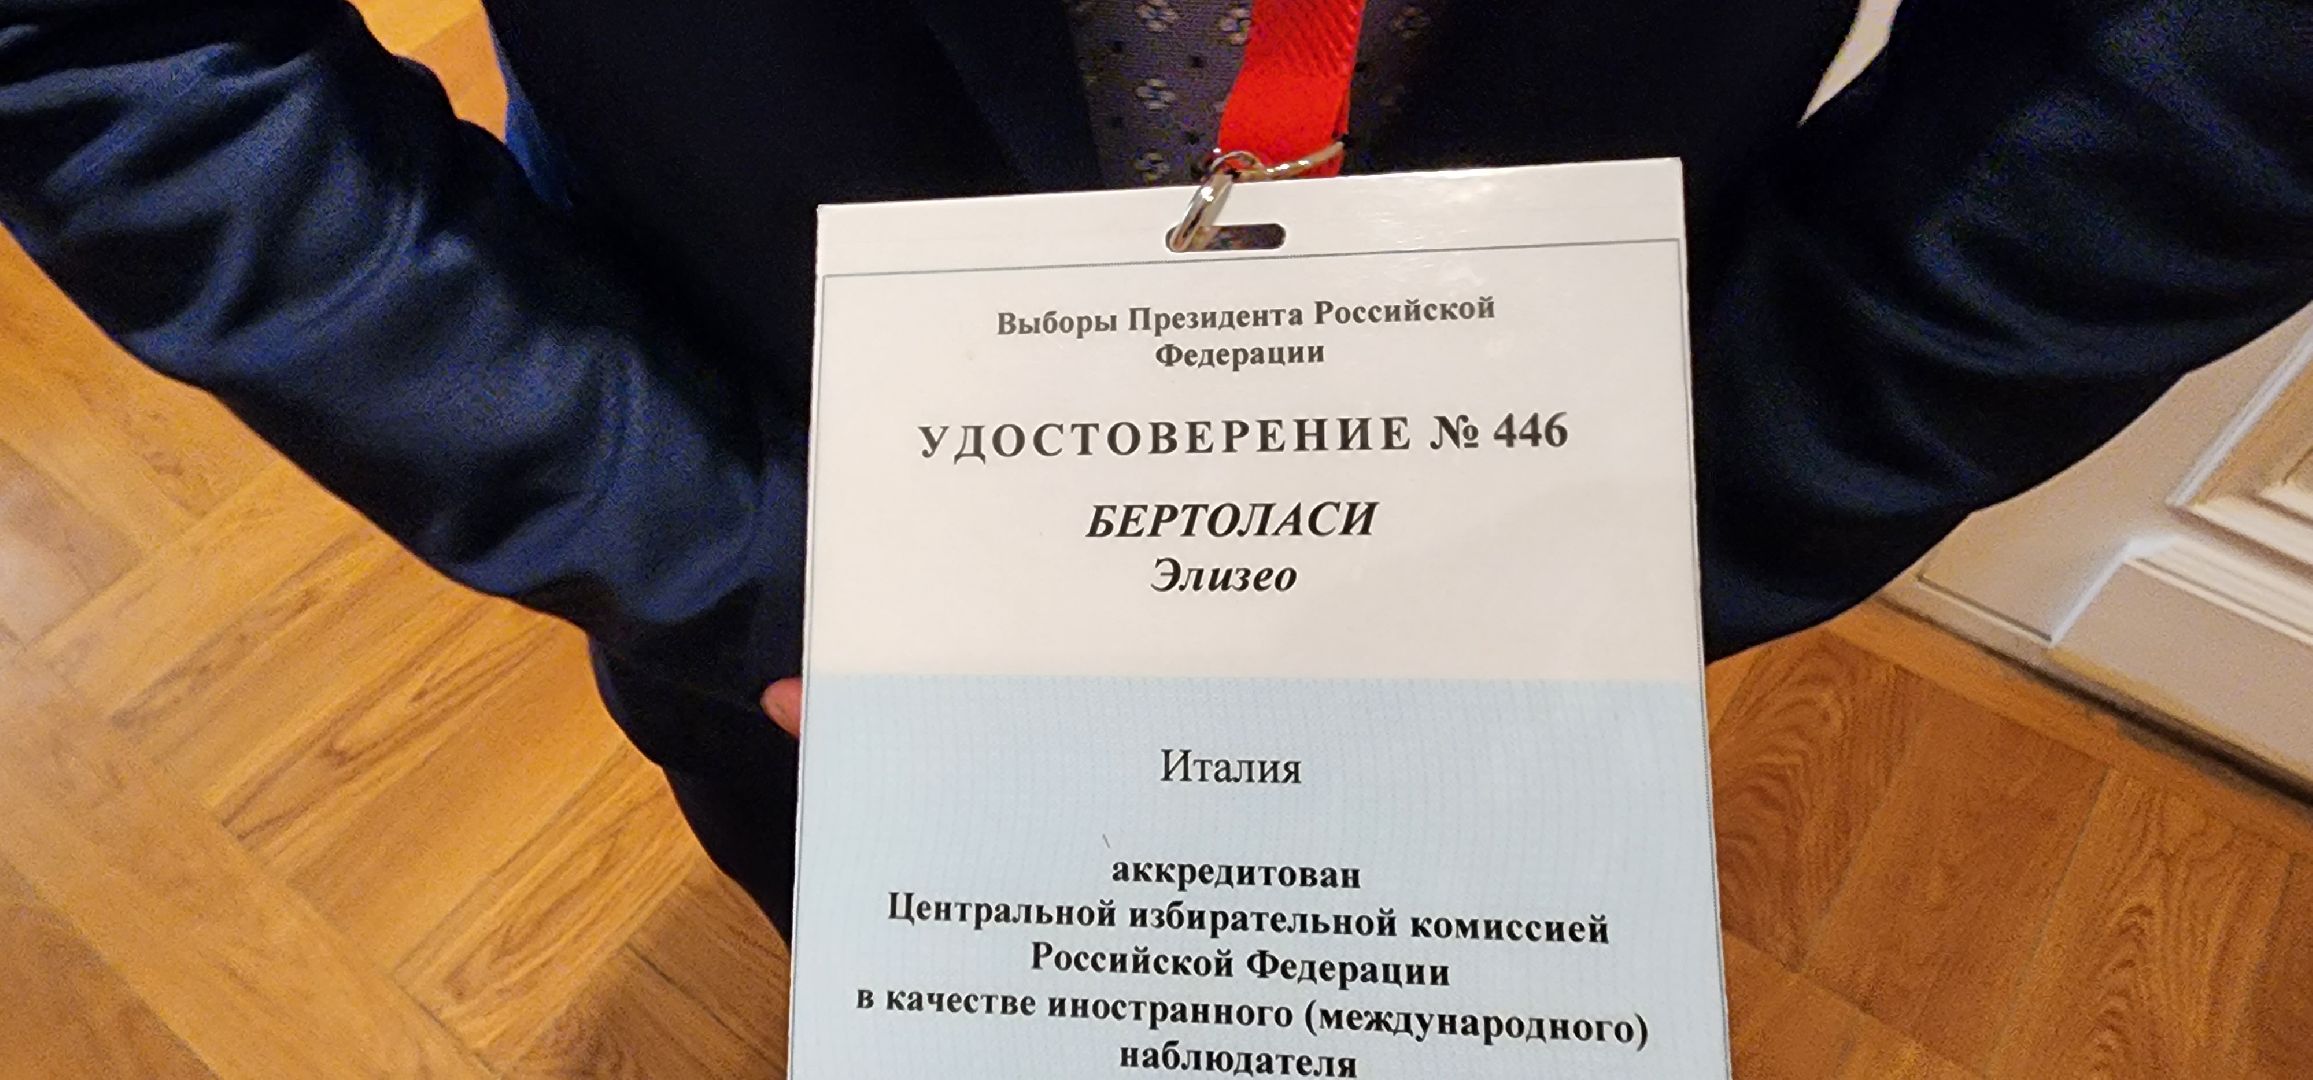 Выборы Президента Российской
Федерации
УДОСТОВЕРЕНИЕ № 446
БЕРТОЛАСИ
Элизео
Италия
аккредитован
Центральной избирательной комиссией
Российской Федерации
в качестве иностранного (международного)
наблюдателя